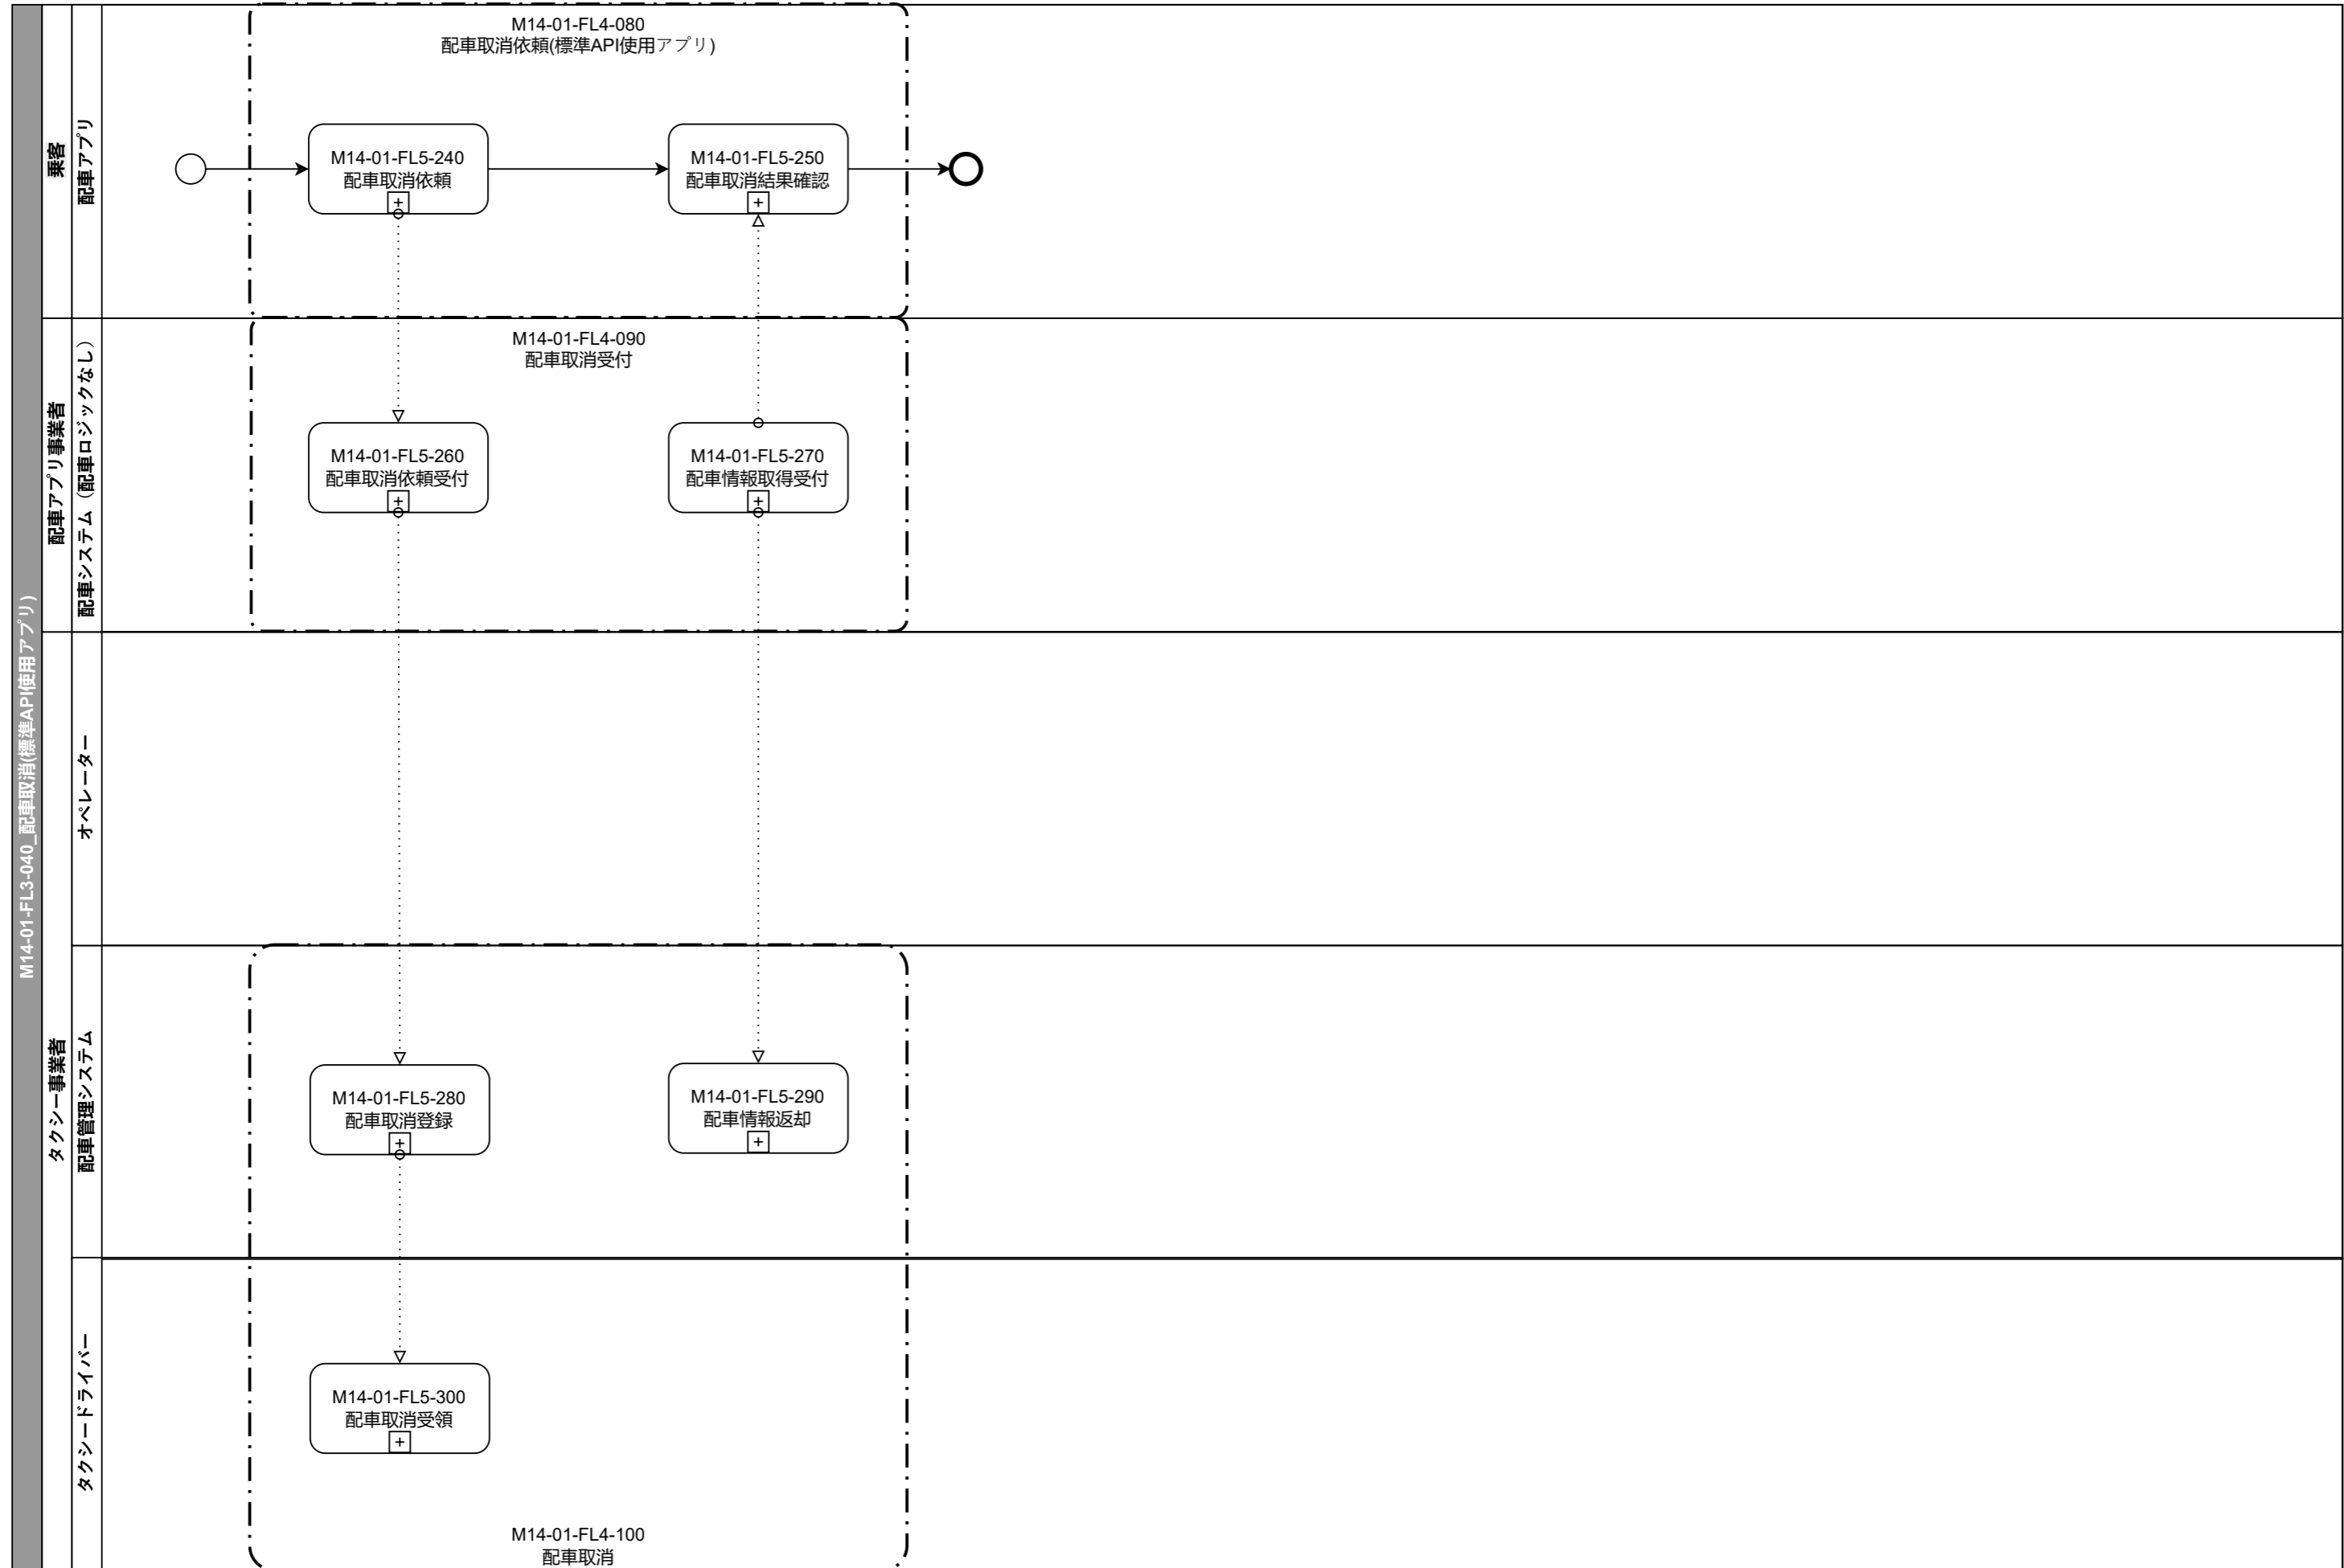 M14-01-FL3-040_配車取消(標準API使用アプリ)
乗客
配車アプリ
M14-01-FL4-080
配車取消依頼(標準API使用アプリ)
M14-01-FL5-240
配車取消依頼
+
M14-01-FL5-250
配車取消結果確認
+
配車アプリ事業者
配車システム（配車ロジックなし）
M14-01-FL4-090
配車取消受付
M14-01-FL5-260
配車取消依頼受付
+
M14-01-FL5-270
配車情報取得受付
+
タクシー事業者
オペレーター
配車管理システム
M14-01-FL5-280
配車取消登録
+
M14-01-FL5-290
配車情報返却
+
タクシードライバー
M14-01-FL5-300
配車取消受領
+
M14-01-FL4-100
配車取消